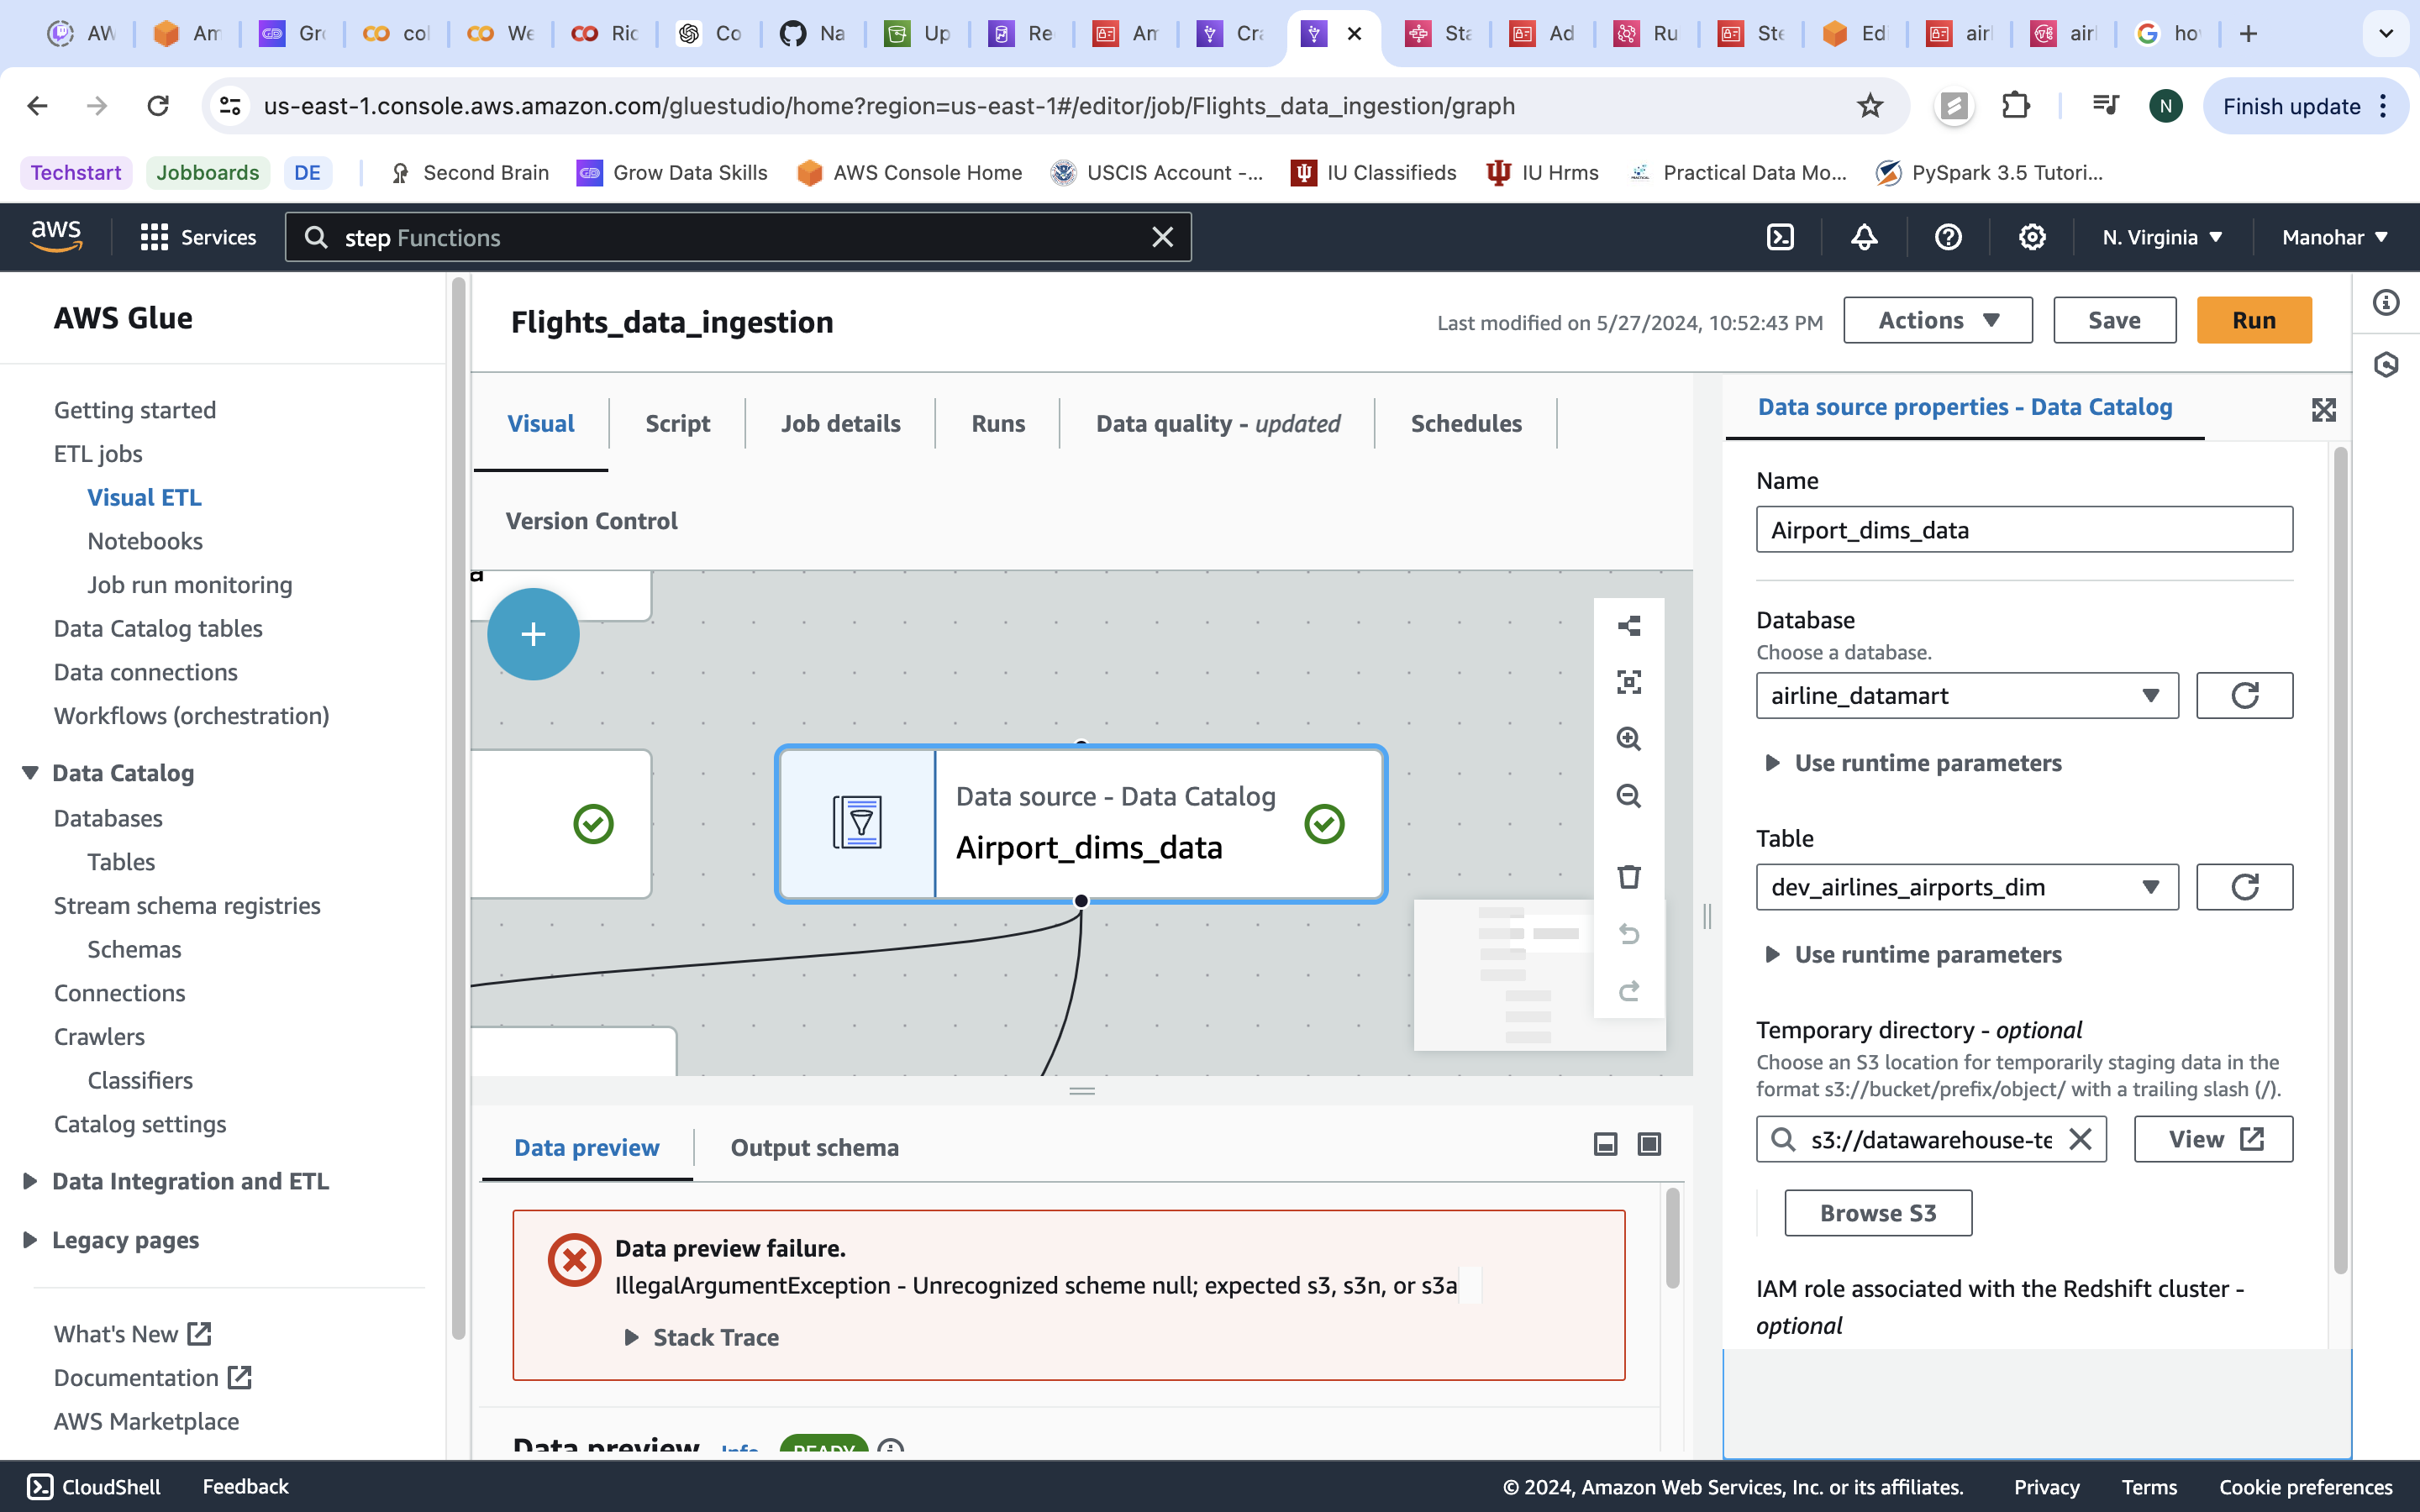 AW
Am
Gr
col
We
Ric
Co
Na
Up
Re
Am
Cra
Sta
Ad
Ru
Ste
Edi
airl
airl
how
us-east-1.console.aws.amazon.com/gluestudio/home?region=us-east-1#/editor/job/Flights_data_ingestion/graph
N
Finish update
Techstart
Jobboards
DE
Second Brain
Grow Data Skills
AWS Console Home
USCIS Account -...
IU Classifieds
IU Hrms
Practical Data Mo...
PySpark 3.5 Tutori...
aws
Services
step Functions
N. Virginia
Manohar
AWS Glue
Getting started
ETL jobs
Visual ETL
Notebooks
Job run monitoring
Data Catalog tables
Data connections
Workflows (orchestration)
Data Catalog
Databases
Tables
Stream schema registries
Schemas
Connections
Crawlers
Classifiers
Catalog settings
Data Integration and ETL
Legacy pages
What's New
Documentation
AWS Marketplace
Flights_data_ingestion
Last modified on 5/27/2024, 10:52:43 PM
Actions
Save
Run
Visual
Script
Job details
Runs
Data quality - updated
Schedules
Version Control
Data source - Data Catalog
Airport_dims_data
Data preview
Output schema
Data preview failure.
IllegalArgumentException - Unrecognized scheme null; expected s3, s3n, or s3a
Stack Trace
Data preview Info READY
Data source properties - Data Catalog
Name
Airport_dims_data
Database
Choose a database.
airline_datamart
Use runtime parameters
Table
dev_airlines_airports_dim
Use runtime parameters
Temporary directory - optional
Choose an S3 location for temporarily staging data in the
format s3://bucket/prefix/object/ with a trailing slash (/).
s3://datawarehouse-te
View
Browse S3
IAM role associated with the Redshift cluster -
optional
CloudShell
Feedback
© 2024, Amazon Web Services, Inc. or its affiliates.
Privacy
Terms
Cookie preferences